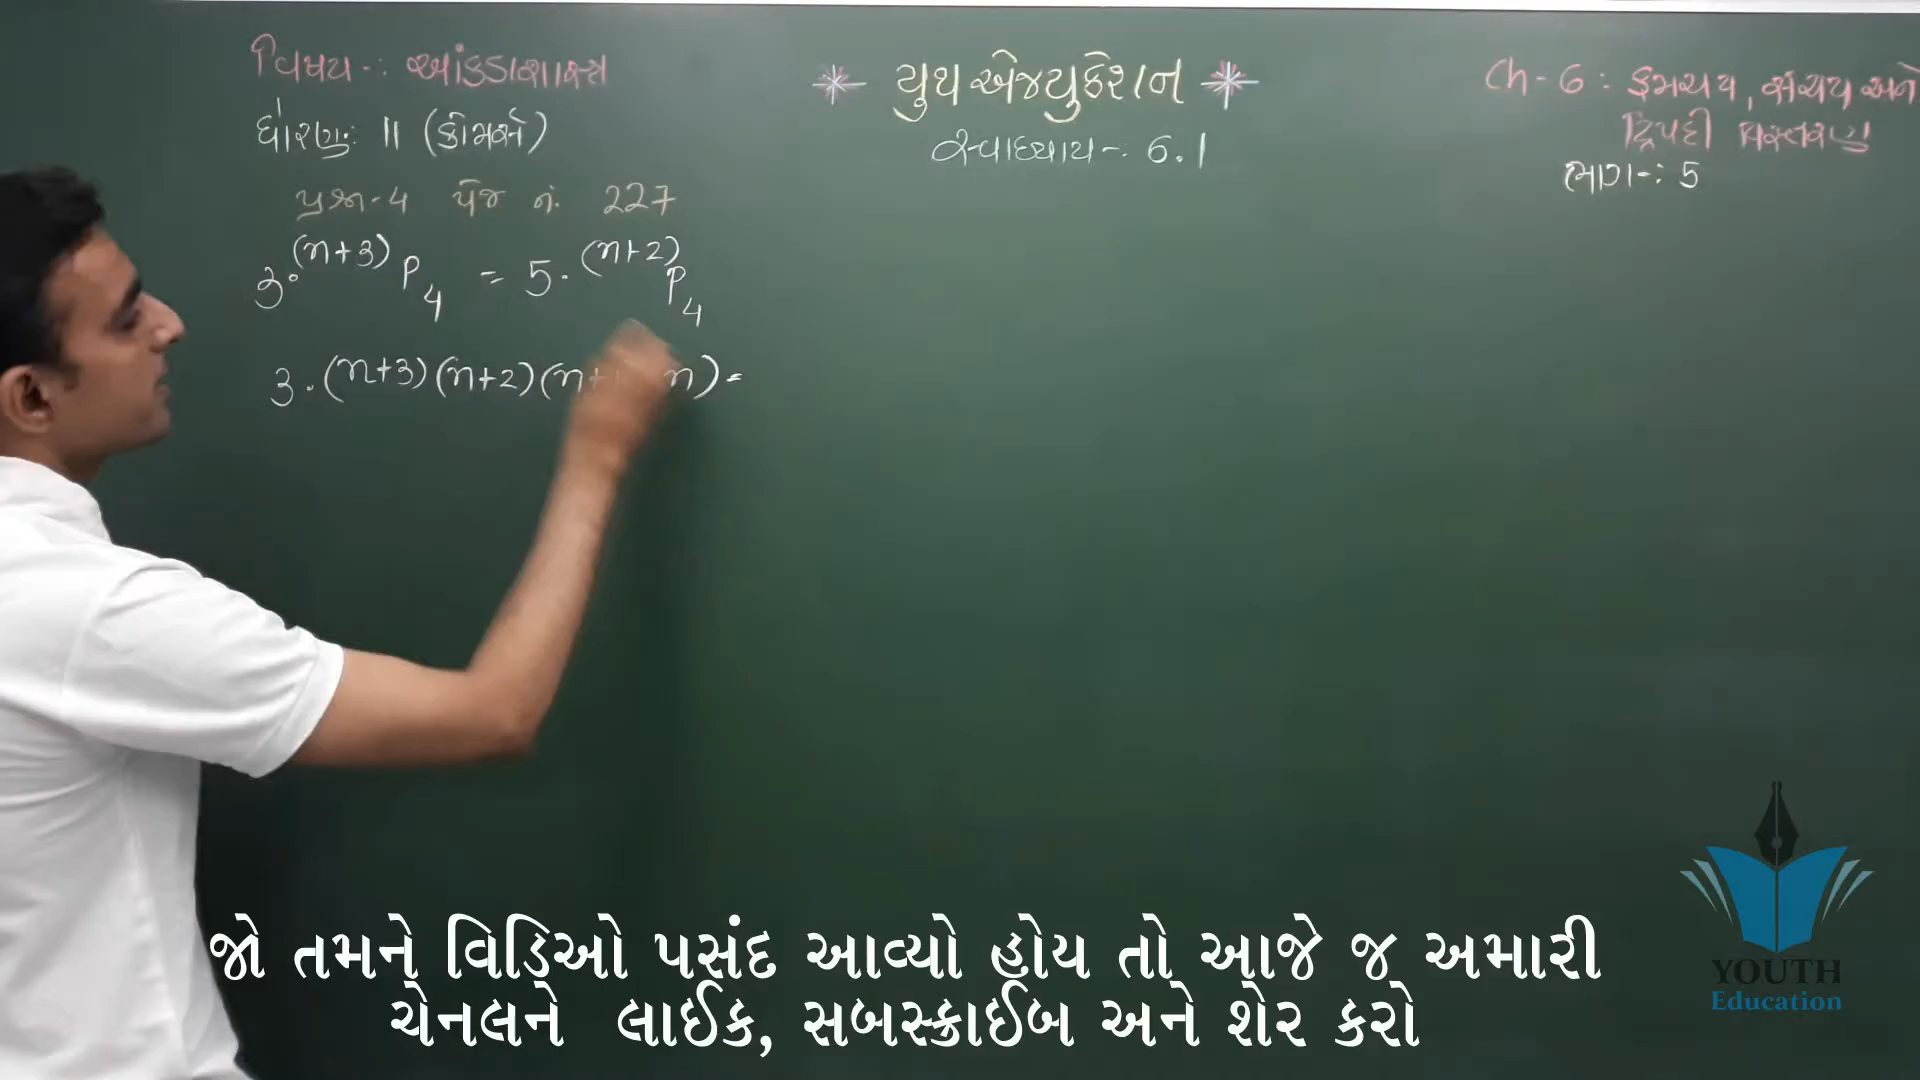 વિષય-: આંકડાશાસ્ત્ર
ધોરણ: 11 (કોમર્સ)
યુથ એજ્યુકેશન
સ્વાધ્યાય-: 6.1
Ch-6: ક્રમચય, સંચય અને
દ્વિપદી વિસ્તરણ
ભાગ-: 5
પ્રશ્ન-4 પેજ નં. 227
3·(n+3)P4 = 5·(n+2)P4
3·(n+3)(n+2)(n+ n) =
જો તમને વિડિઓ પસંદ આવ્યો હોય તો આજે જ અમારી
ચેનલને લાઈક, સબસ્ક્રાઈબ અને શેર કરો
YOUTH
Education